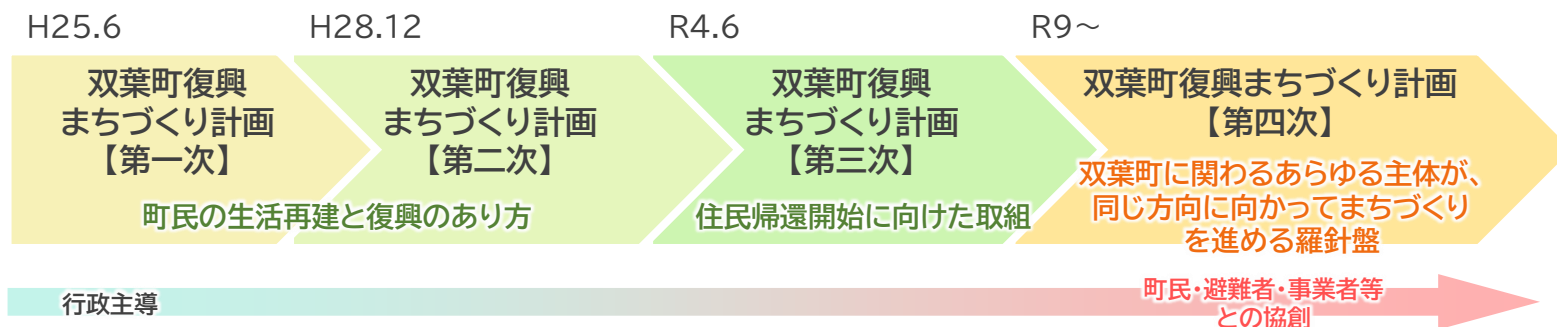 H25.6
H28.12
R4.6
R9～
双葉町復興
まちづくり計画
【第一次】
双葉町復興
まちづくり計画
【第二次】
町民の生活再建と復興のあり方
双葉町復興
まちづくり計画
【第三次】
住民帰還開始に向けた取組
双葉町復興まちづくり計画
【第四次】
双葉町に関わるあらゆる主体が、
同じ方向に向かってまちづくり
を進める羅針盤
行政主導
町民・避難者・事業者等
との協創